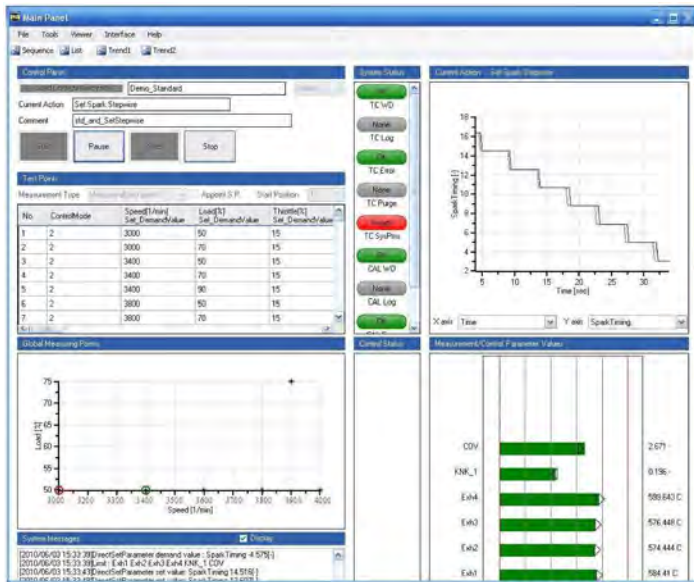 Main Panel
File Tools Viewer Interface Help
Sequence List Trend1 Trend2
Control Panel
Demo_Standard
Current Action Set Spark Stepwise
Comment std_and_SetStepwise
Pause Stop
Test Points
Measurement Type Appoint S.P. Start Position
No. ControlMode Speed[1/min] Set_DemandValue Load[%] Set_DemandValue Throttle[%] Set_DemandValue
1 2 3000 50 15
2 2 3000 70 15
3 2 3400 50 15
4 2 3400 70 15
5 2 3400 90 15
6 2 3800 50 15
7 2 3800 70 15
System Status
TC WD
None
TC Log
Ok
TC Error
None
TC Purge
TC SysPms
Ok
CAL WD
None
CAL Log
Ok
Current Action : Set Spark Stepwise
SparkTiming [-]
18
16
14
12
10
8
6
4
2
5 10 15 20 25 30
Time [sec]
X axis Time Y axis SparkTiming
Global Measuring Points
Load [%]
75
70
65
60
55
50
3000 3100 3200 3300 3400 3500 3600 3700 3800 3900 4000
Speed [1/min]
Control Status
Measurement/Control Parameter Values
COV 2.671 -
KNK_1 0.196 -
Exh4 589.643 C
Exh3 576.448 C
Exh2 574.444 C
Exh1 584.41 C
System Messages Display
[2010/06/03 15:33:39]DirectSetParameter demand value : SparkTiming -4.575[-]
[2010/06/03 15:33:39]Limit : Exh1 Exh2 Exh3 Exh4 KNK_1 COV
[2010/06/03 15:33:43]DirectSetParameter set value: SparkTiming 14.516[-]